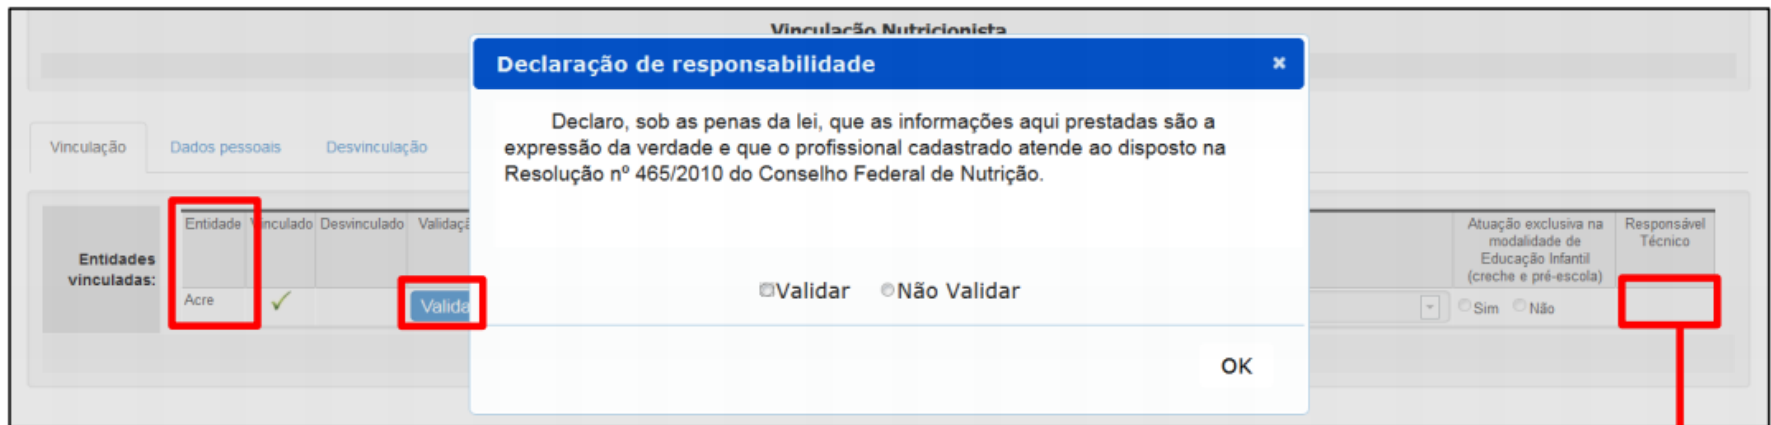 Vinculação Nutricionista
Declaração de responsabilidade
Declaro, sob as penas da lei, que as informações aqui prestadas são a
expressão da verdade e que o profissional cadastrado atende ao disposto na
Resolução nº 465/2010 do Conselho Federal de Nutrição.
Validar Não Validar
OK
Vinculação Dados pessoais Desvinculação
Entidades
vinculadas:
Entidade Vinculado Desvinculado Validaçã
Atuação exclusiva na
modalidade de
Educação Infantil
(creche e pré-escola)
Responsável
Técnico
Acre Valida Sim Não